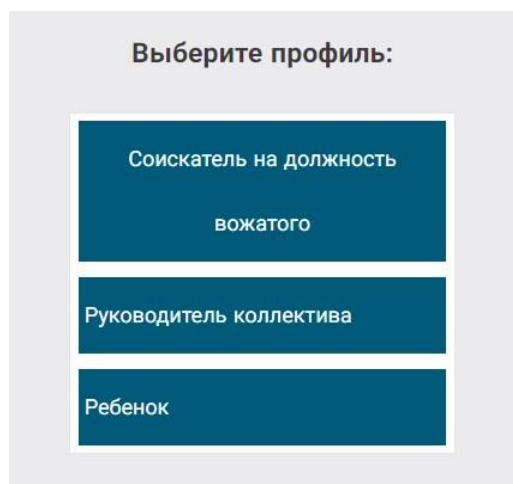 Выберите профиль:
Соискатель на должность
вожатого
Руководитель коллектива
Ребенок